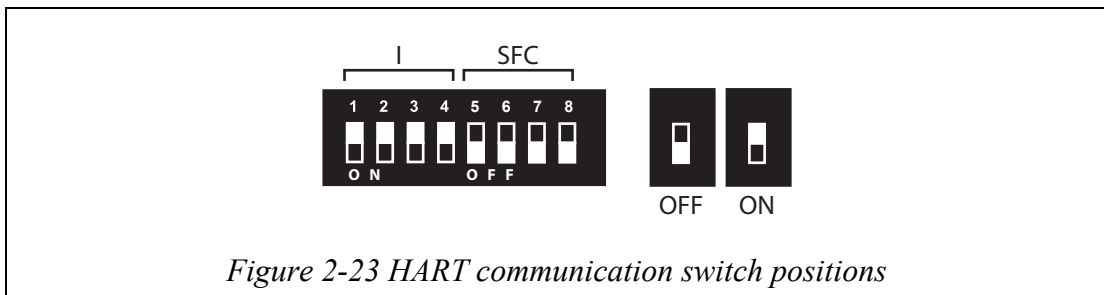 I SFC
1 2 3 4 5 6 7 8
ON OFF
OFF ON
Figure 2-23 HART communication switch positions